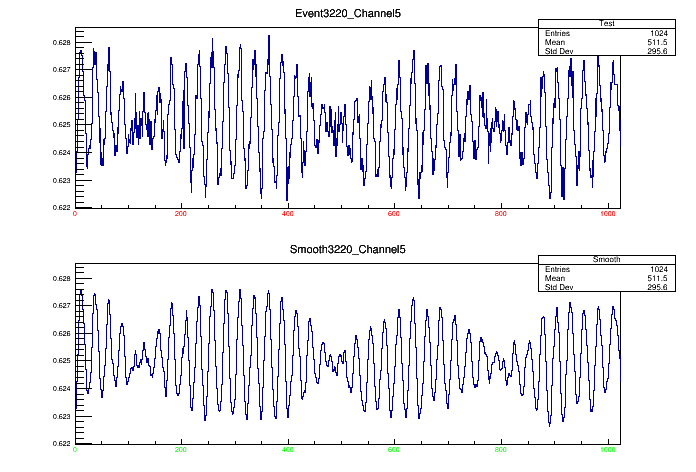 Event3220_Channel5
Test
Entries 1024
Mean 511.5
Std Dev 295.6
0.628
0.627
0.626
0.625
0.624
0.623
0.622
0 200 400 600 800 1000
Smooth3220_Channel5
Smooth
Entries 1024
Mean 511.5
Std Dev 295.6
0.628
0.627
0.626
0.625
0.624
0.623
0.622
0 200 400 600 800 1000